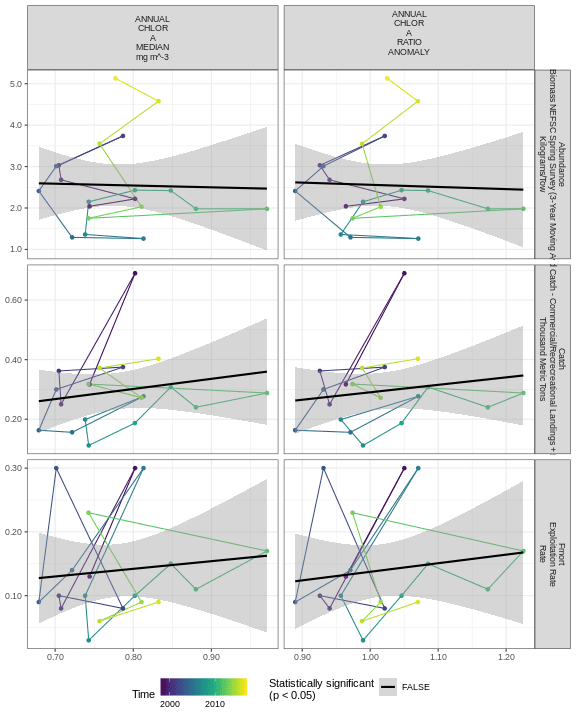 ANNUAL
CHLOR
A
MEDIAN
mg m^-3
ANNUAL
CHLOR
A
RATIO
ANOMALY
5.0
4.0
3.0
2.0
1.0
Abundance
Biomass NEFSC Spring Survey (3-Year Moving
Kilograms/tow
0.60
0.40
0.20
Catch
Catch - Commercial/Recreational Landings +
Thousand Metric Tons
0.30
0.20
0.10
Fmort
Exploitation Rate
Rate
0.70
0.80
0.90
0.90
1.00
1.10
1.20
Time
2000
2010
Statistically significant
(p < 0.05)
FALSE